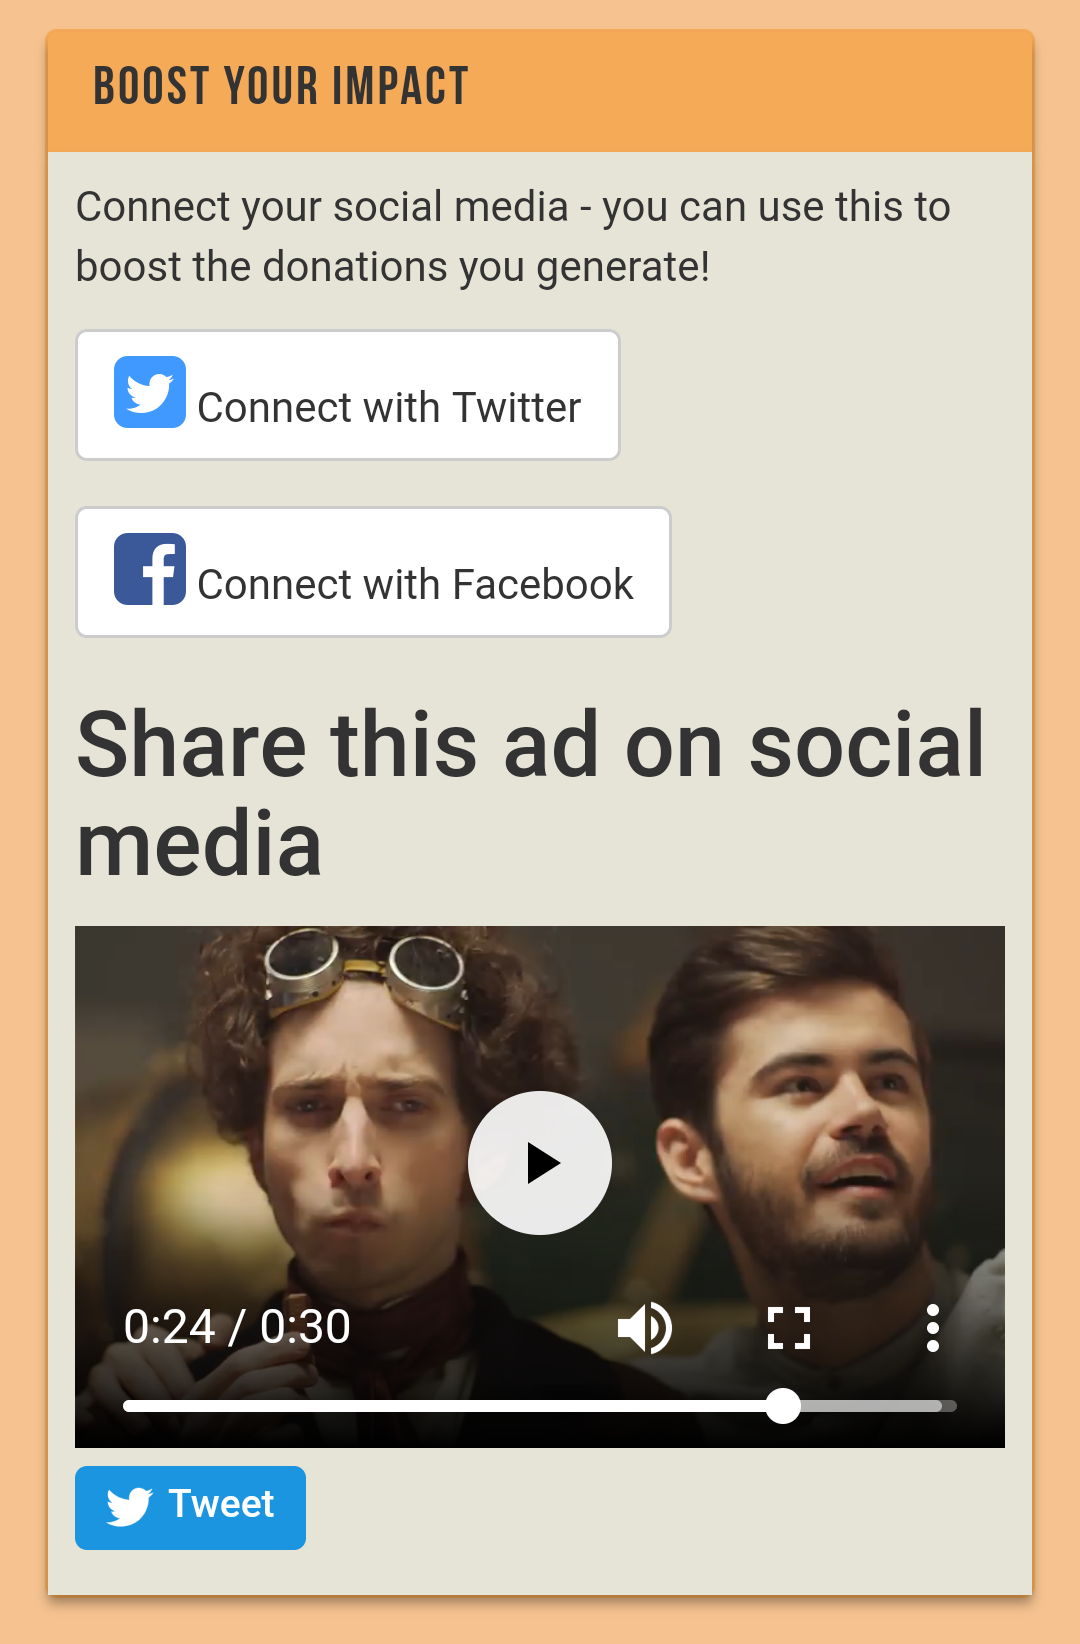 BOOST YOUR IMPACT
Connect your social media - you can use this to
boost the donations you generate!
Connect with Twitter
Connect with Facebook
Share this ad on social
media
0:24 / 0:30
Tweet